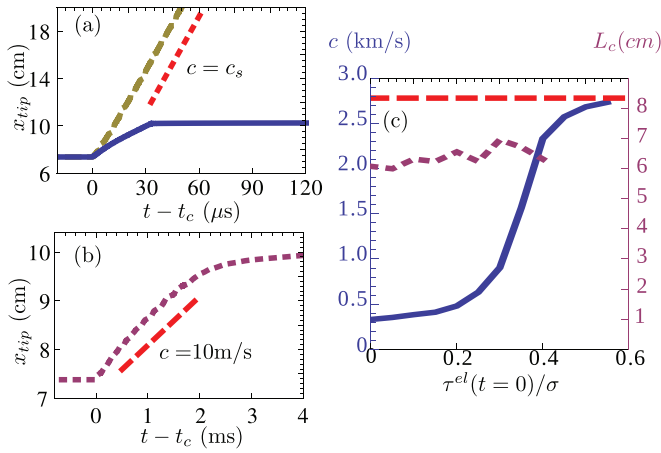 (a)
x_tip (cm)
20
18
14
10
6
c = c_s
0 30 60 90 120
t − t_c (μs)
(b)
x_tip (cm)
10
9
8
7
c = 10m/s
0 1 2 3 4
t − t_c (ms)
c (km/s)
L_c(cm)
(c)
3.0
2.5
2.0
1.5
1.0
0.5
0
8
7
6
5
4
3
2
1
0 0.2 0.4 0.6
τ^el(t = 0)/σ